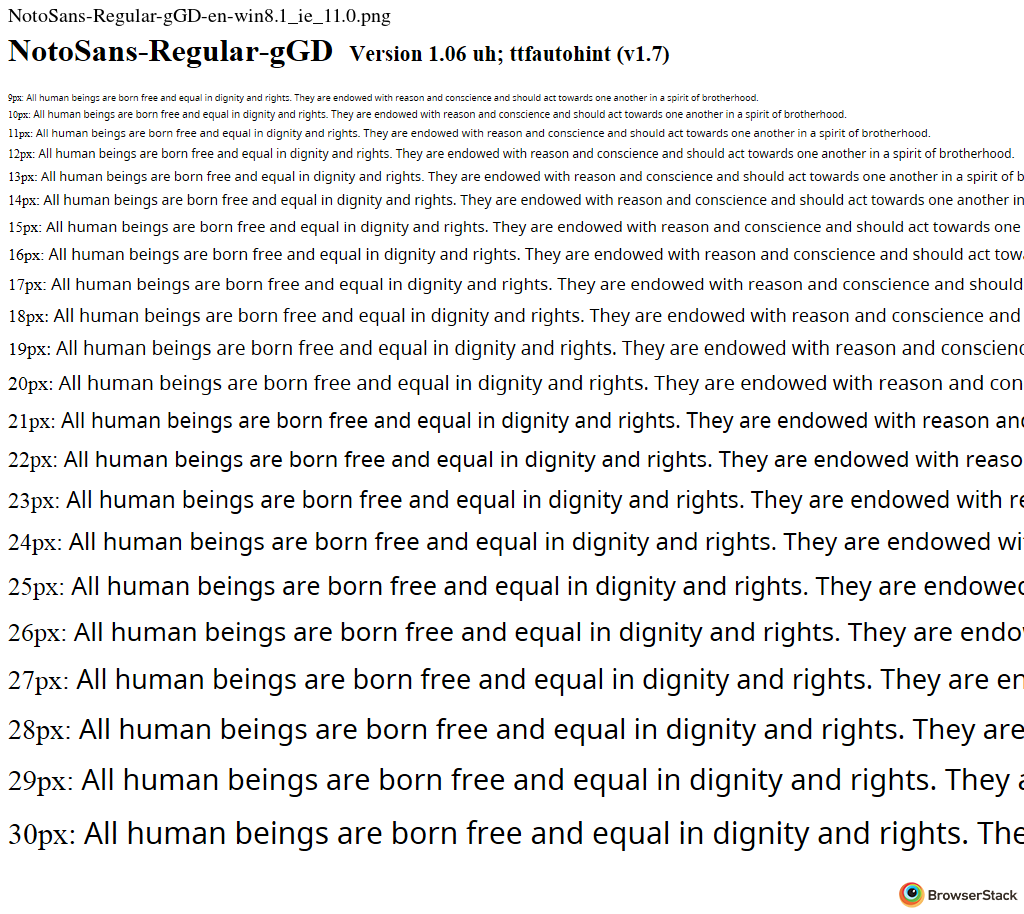 NotoSans-Regular-gGD-en-win8.1_ie_11.0.png
NotoSans-Regular-gGD Version 1.06 uh; ttfautohint (v1.7)
9px: All human beings are born free and equal in dignity and rights. They are endowed with reason and conscience and should act towards one another in a spirit of brotherhood.
10px: All human beings are born free and equal in dignity and rights. They are endowed with reason and conscience and should act towards one another in a spirit of brotherhood.
11px: All human beings are born free and equal in dignity and rights. They are endowed with reason and conscience and should act towards one another in a spirit of brotherhood.
12px: All human beings are born free and equal in dignity and rights. They are endowed with reason and conscience and should act towards one another in a spirit of brotherhood.
13px: All human beings are born free and equal in dignity and rights. They are endowed with reason and conscience and should act towards one another in a spirit of b
14px: All human beings are born free and equal in dignity and rights. They are endowed with reason and conscience and should act towards one another in
15px: All human beings are born free and equal in dignity and rights. They are endowed with reason and conscience and should act towards one
16px: All human beings are born free and equal in dignity and rights. They are endowed with reason and conscience and should act tow
17px: All human beings are born free and equal in dignity and rights. They are endowed with reason and conscience and should
18px: All human beings are born free and equal in dignity and rights. They are endowed with reason and conscience and
19px: All human beings are born free and equal in dignity and rights. They are endowed with reason and conscienc
20px: All human beings are born free and equal in dignity and rights. They are endowed with reason and con
21px: All human beings are born free and equal in dignity and rights. They are endowed with reason and
22px: All human beings are born free and equal in dignity and rights. They are endowed with reaso
23px: All human beings are born free and equal in dignity and rights. They are endowed with re
24px: All human beings are born free and equal in dignity and rights. They are endowed wi
25px: All human beings are born free and equal in dignity and rights. They are endowed
26px: All human beings are born free and equal in dignity and rights. They are endo
27px: All human beings are born free and equal in dignity and rights. They are en
28px: All human beings are born free and equal in dignity and rights. They are
29px: All human beings are born free and equal in dignity and rights. They a
30px: All human beings are born free and equal in dignity and rights. The
BrowserStack